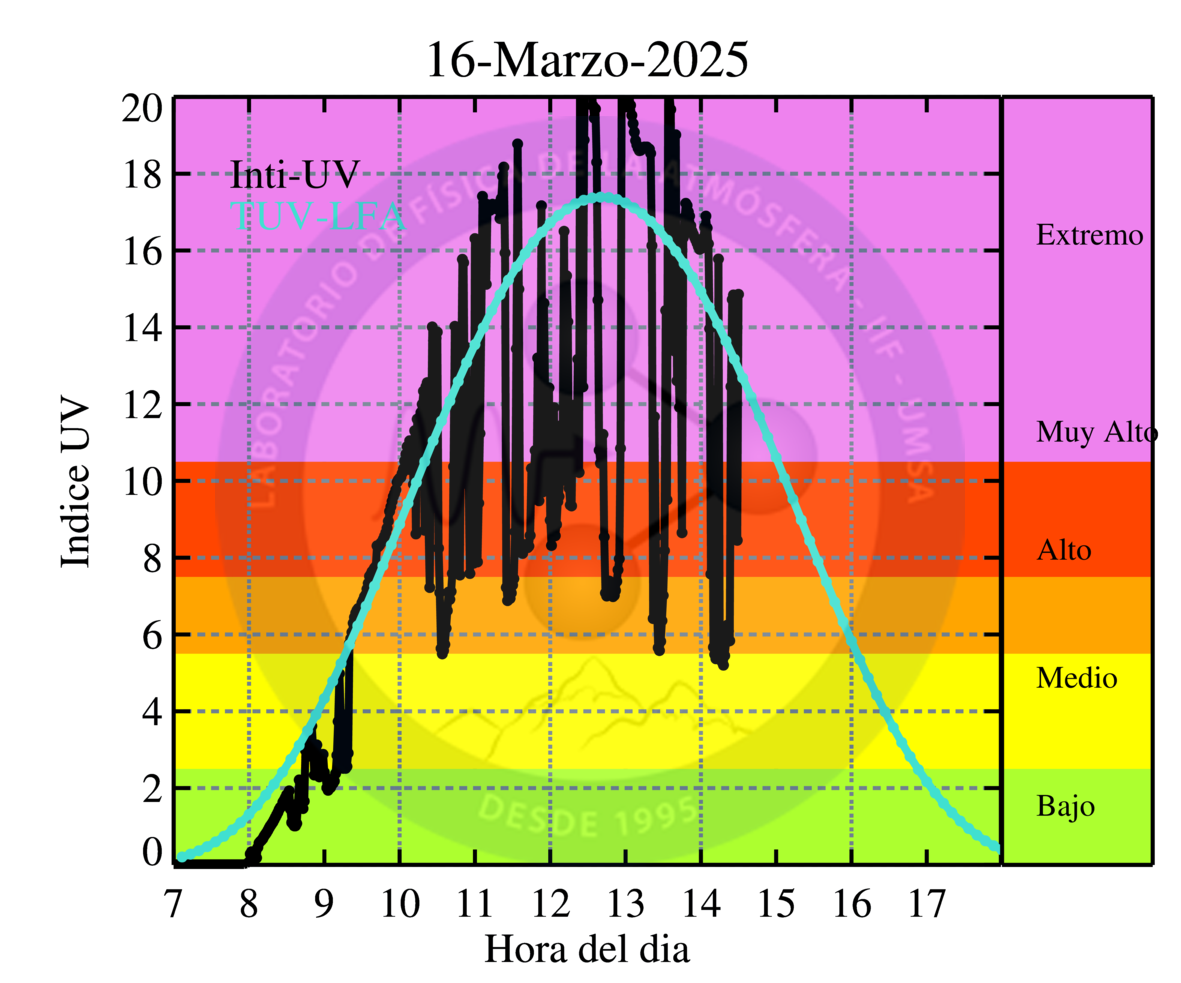 16-Marzo-2025
Inti-UV
TUV-LFA
Indice UV
20
18
16
14
12
10
8
6
4
2
0
7 8 9 10 11 12 13 14 15 16 17
Hora del dia
Extremo
Muy Alto
Alto
Medio
Bajo
LABORATORIO DE FÍSICA DE LA ATMÓSFERA - IIF - UMSA
DESDE 1995